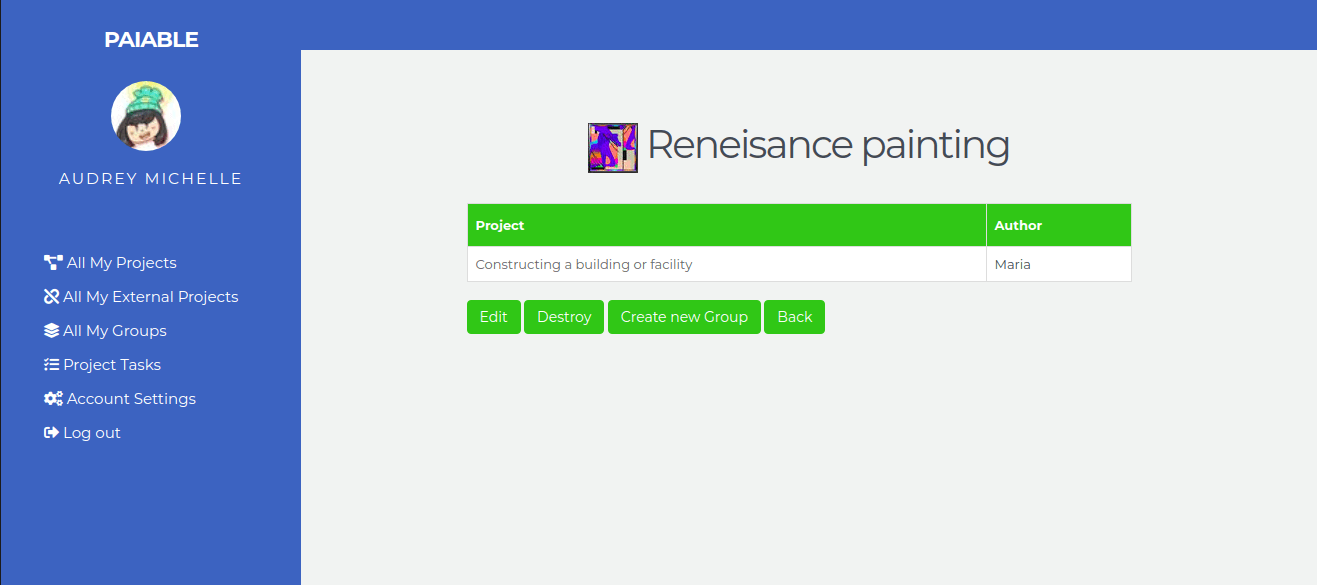 PAIABLE
AUDREY MICHELLE
All My Projects
All My External Projects
All My Groups
Project Tasks
Account Settings
Log out
Reneisance painting
Project Author
Constructing a building or facility Maria
Edit Destroy Create new Group Back